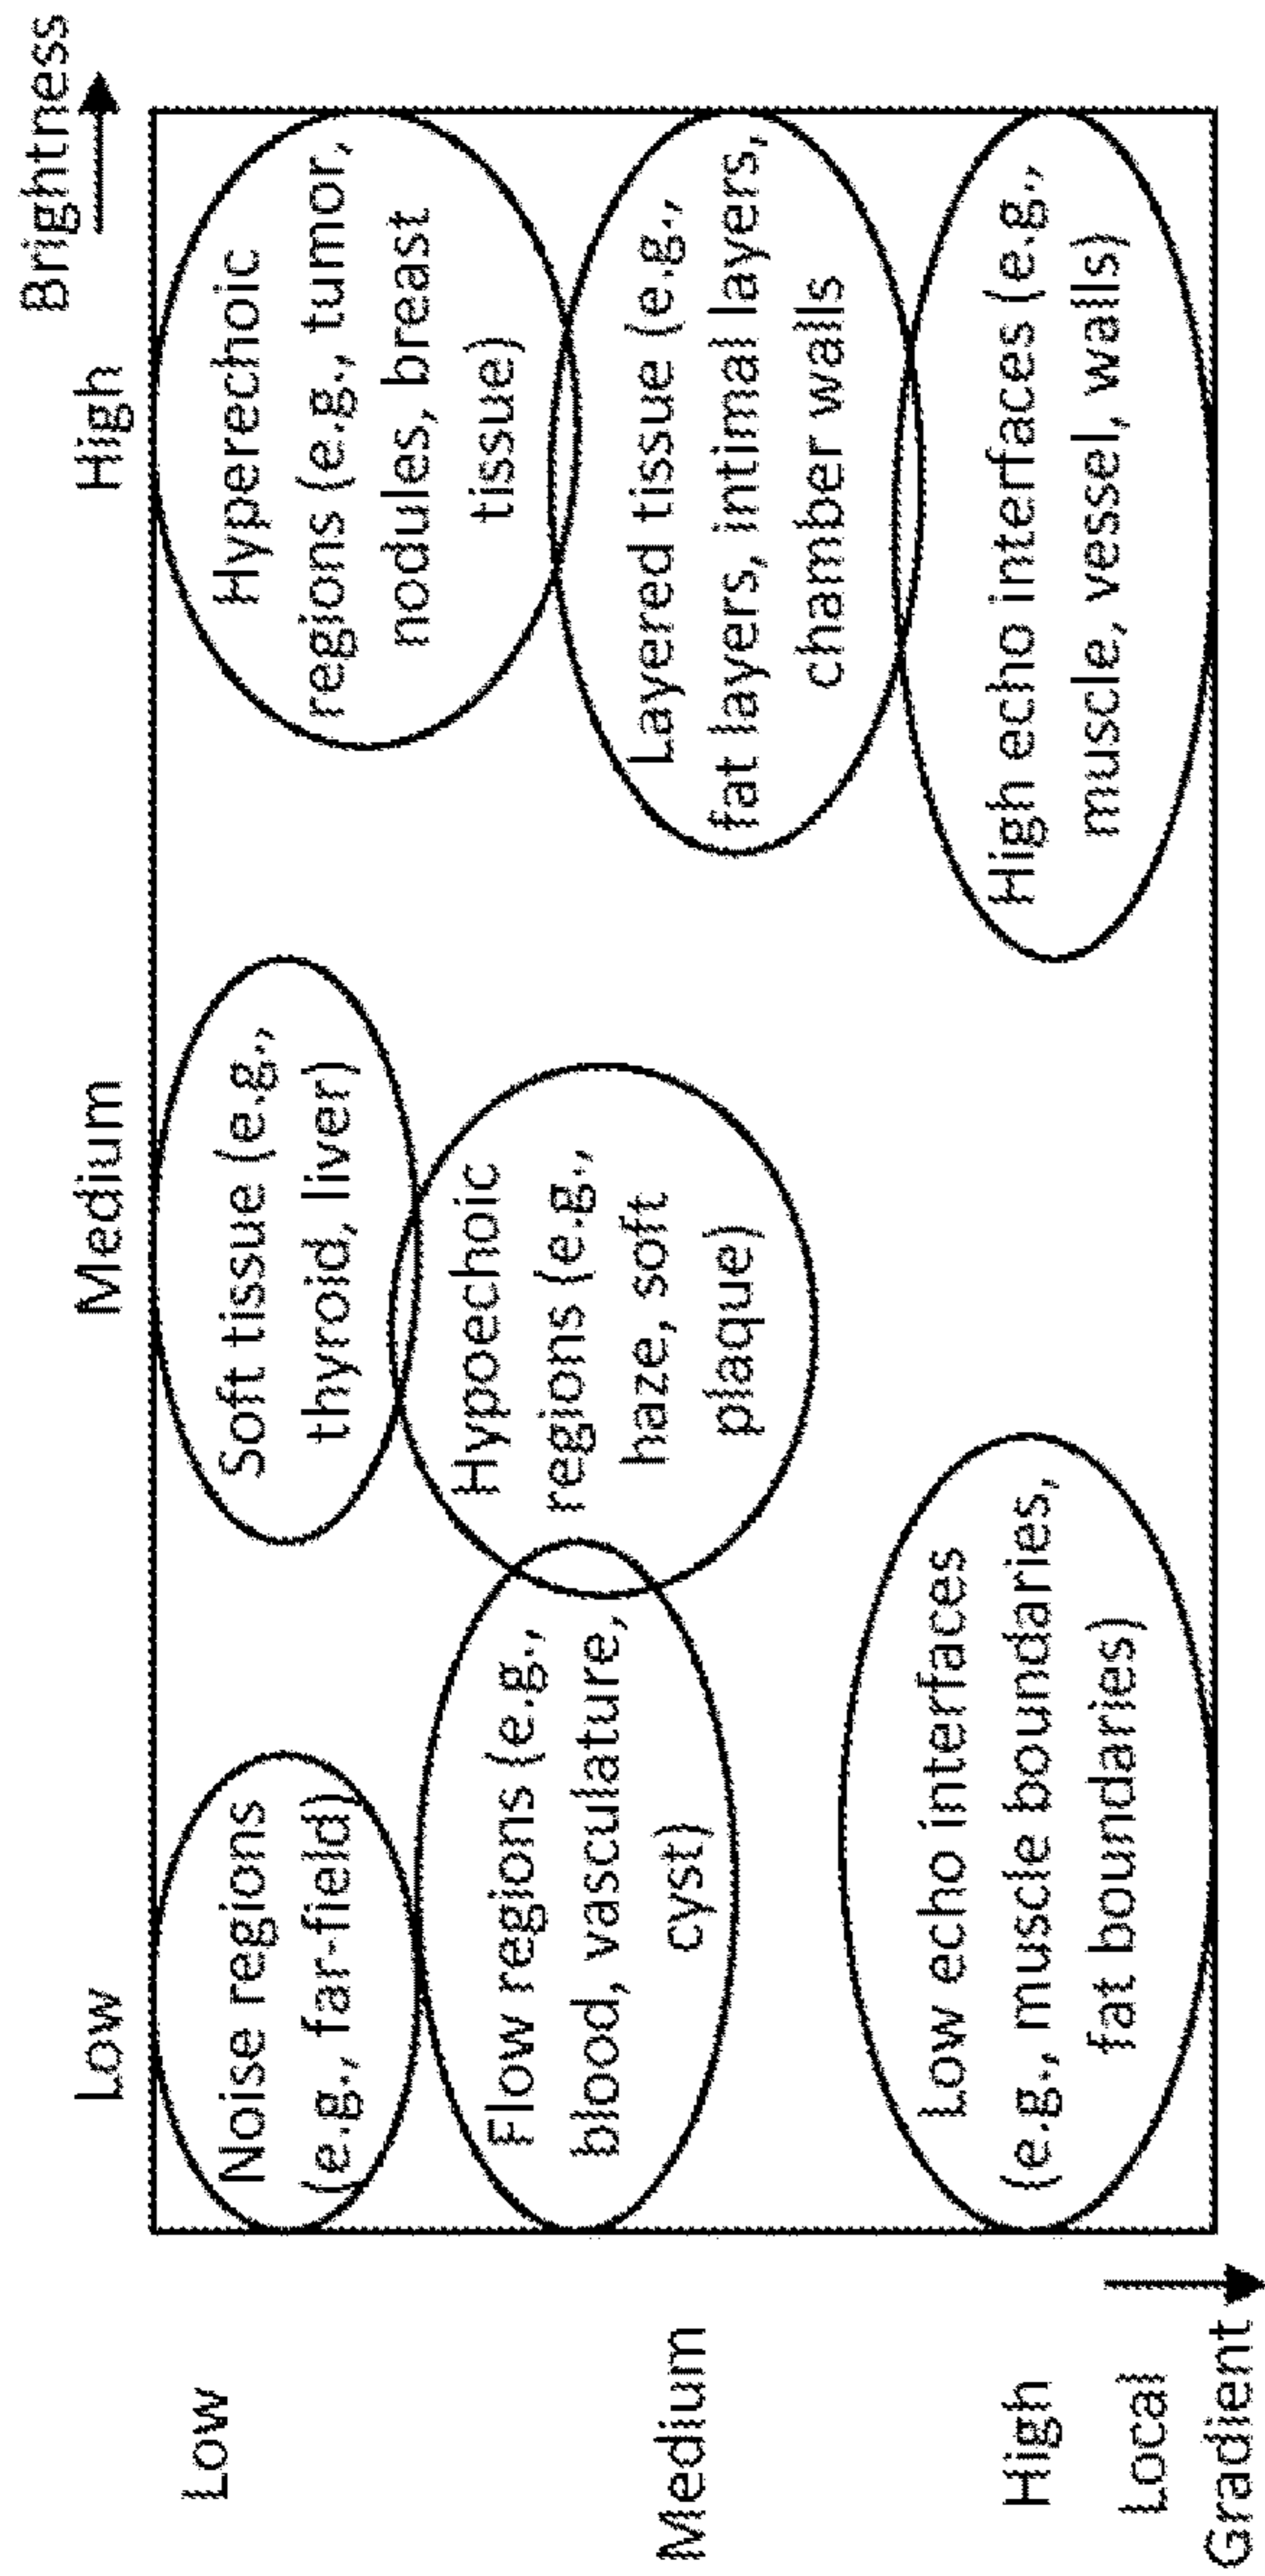 Brightness
Low
Medium
High
Low
Medium
High
Local
Gradient
Noise regions
(e.g., far-field)
Soft tissue (e.g.,
thyroid, liver)
Hyperechoic
regions (e.g., tumor,
nodules, breast
tissue)
Flow regions (e.g.,
blood, vasculature,
cyst)
Hypoechoic
regions (e.g.,
haze, soft
plaque)
Layered tissue (e.g.,
fat layers, intimal layers,
chamber walls
Low echo interfaces
(e.g., muscle boundaries,
fat boundaries)
High echo interfaces (e.g.,
muscle, vessel, walls)